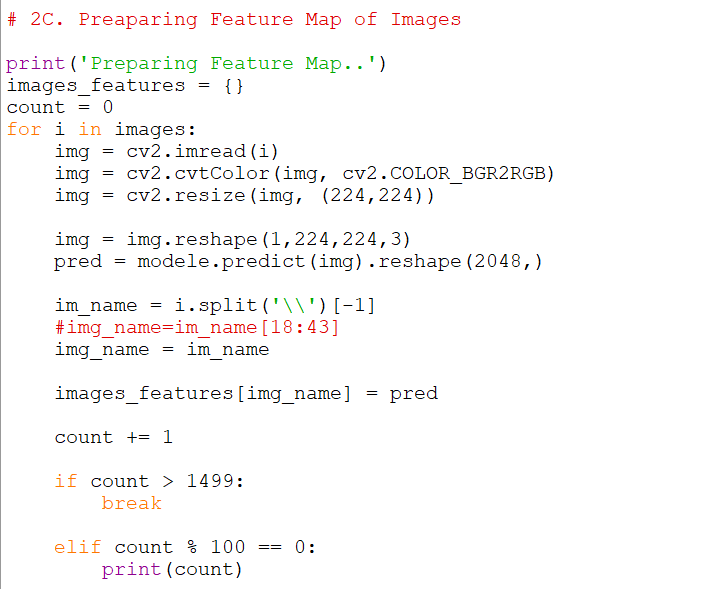 # 2C. Preaparing Feature Map of Images
print('Preparing Feature Map..')
images_features = {}
count = 0
for i in images:
    img = cv2.imread(i)
    img = cv2.cvtColor(img, cv2.COLOR_BGR2RGB)
    img = cv2.resize(img, (224,224))
    img = img.reshape(1,224,224,3)
    pred = modele.predict(img).reshape(2048,)
    im_name = i.split('\\')[-1]
    #img_name=im_name[18:43]
    img_name = im_name
    images_features[img_name] = pred
    count += 1
    if count > 1499:
        break
    elif count % 100 == 0:
        print(count)